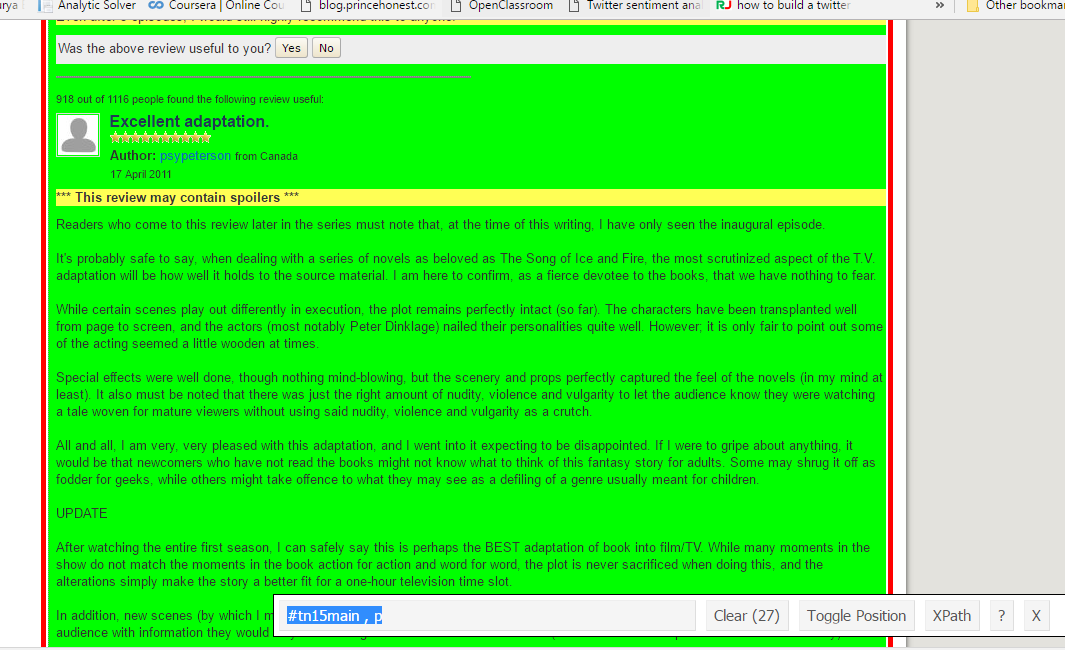 urya Analytic Solver Coursera | Online Cou blog.princehonest.com OpenClassroom Twitter sentiment anal RJ how to build a twitter » Other bookmar
Even after 3 episodes, I would still highly recommend this to anyone.
Was the above review useful to you? Yes No
918 out of 1116 people found the following review useful:
Excellent adaptation.
Author: psypeterson from Canada
17 April 2011
*** This review may contain spoilers ***
Readers who come to this review later in the series must note that, at the time of this writing, I have only seen the inaugural episode.
It's probably safe to say, when dealing with a series of novels as beloved as The Song of Ice and Fire, the most scrutinized aspect of the T.V.
adaptation will be how well it holds to the source material. I am here to confirm, as a fierce devotee to the books, that we have nothing to fear.
While certain scenes play out differently in execution, the plot remains perfectly intact (so far). The characters have been transplanted well
from page to screen, and the actors (most notably Peter Dinklage) nailed their personalities quite well. However, it is only fair to point out some
of the acting seemed a little wooden at times.
Special effects were well done, though nothing mind-blowing, but the scenery and props perfectly captured the feel of the novels (in my mind at
least). It also must be noted that there was just the right amount of nudity, violence and vulgarity to let the audience know they were watching
a tale woven for mature viewers without using said nudity, violence and vulgarity as a crutch.
All and all, I am very, very pleased with this adaptation, and I went into it expecting to be disappointed. If I were to gripe about anything, it
would be that newcomers who have not read the books might not know what to think of this fantasy story for adults. Some may shrug it off as
fodder for geeks, while others might take offence to what they may see as a defiling of a genre usually meant for children.
UPDATE
After watching the entire first season, I can safely say this is perhaps the BEST adaptation of book into film/TV. While many moments in the
show do not match the moments in the book action for action and word for word, the plot is never sacrificed when doing this, and the
alterations simply make the story a better fit for a one-hour television time slot.
In addition, new scenes (by which I m
audience with information they would
#tn15main , p Clear (27) Toggle Position XPath ? X